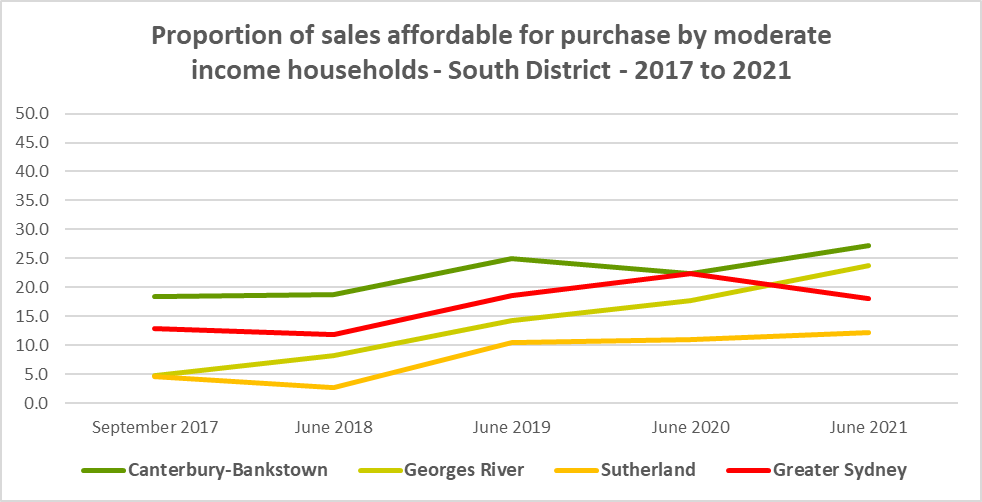 Proportion of sales affordable for purchase by moderate
income households - South District - 2017 to 2021
50.0
45.0
40.0
35.0
30.0
25.0
20.0
15.0
10.0
5.0
0.0
September 2017 June 2018 June 2019 June 2020 June 2021
Canterbury-Bankstown Georges River Sutherland Greater Sydney